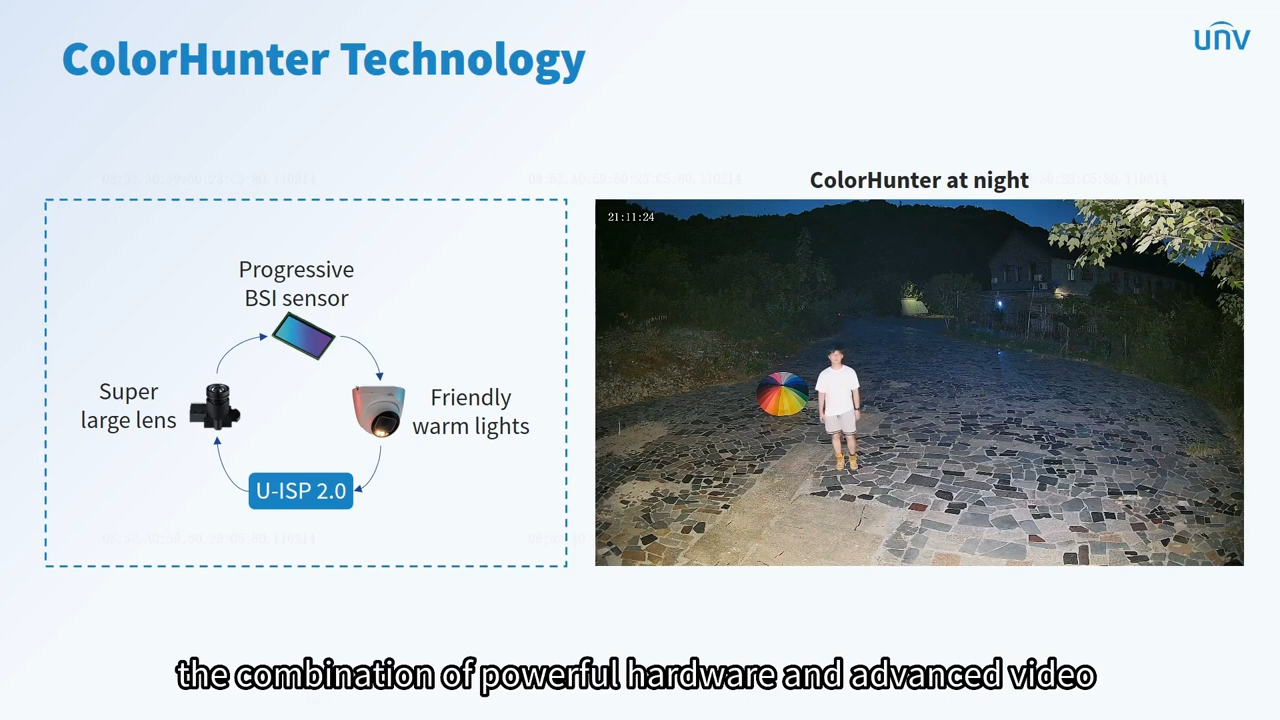 ColorHunter Technology
unv
ColorHunter at night
21:11:24
Progressive
BSI sensor
Super
large lens
Friendly
warm lights
U-ISP 2.0
the combination of powerful hardware and advanced video